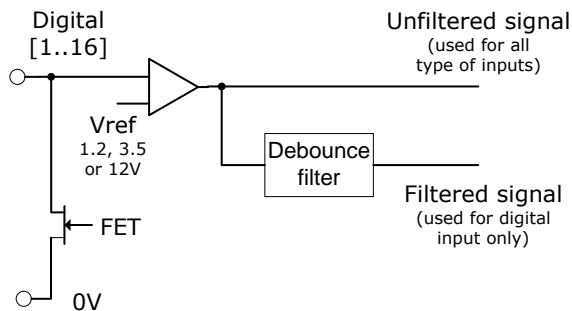 Digital
[1..16]
Unfiltered signal
(used for all
type of inputs)
Vref
1.2, 3.5
or 12V
Debounce
filter
Filtered signal
(used for digital
input only)
FET
0V